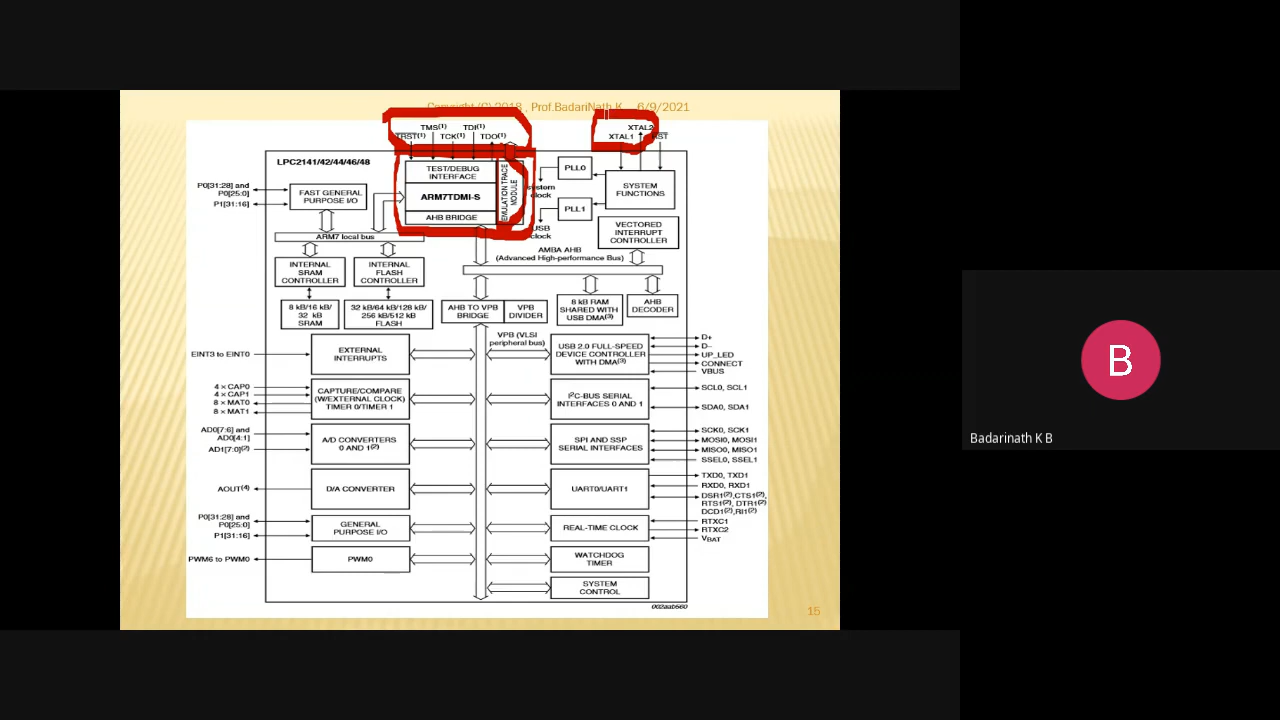 Copyright (C) 2018 , Prof.BadariNath K 6/9/2021
TMS(1) TDI(1)
TRST(1) TCK(1) TDO(1)
XTAL2
XTAL1 RST
LPC2141/42/44/46/48
TEST/DEBUG
INTERFACE
ARM7TDMI-S
AHB BRIDGE
EMULATION TRACE
MODULE
PLL0
system
clock
PLL1
USB
clock
SYSTEM
FUNCTIONS
VECTORED
INTERRUPT
CONTROLLER
P0[31:28] and
P0[25:0]
P1[31:16]
FAST GENERAL
PURPOSE I/O
ARM7 local bus
AMBA AHB
(Advanced High-performance Bus)
INTERNAL
SRAM
CONTROLLER
INTERNAL
FLASH
CONTROLLER
8 kB/16 kB/
32 kB
SRAM
32 kB/64 kB/128 kB/
256 kB/512 kB
FLASH
AHB TO VPB
BRIDGE
VPB
DIVIDER
8 kB RAM
SHARED WITH
USB DMA(3)
AHB
DECODER
VPB (VLSI
peripheral bus)
EINT3 to EINT0
EXTERNAL
INTERRUPTS
USB 2.0 FULL-SPEED
DEVICE CONTROLLER
WITH DMA(3)
D+
D−
UP_LED
CONNECT
VBUS
4 × CAP0
4 × CAP1
8 × MAT0
8 × MAT1
CAPTURE/COMPARE
(W/EXTERNAL CLOCK)
TIMER 0/TIMER 1
I2C-BUS SERIAL
INTERFACES 0 AND 1
SCL0, SCL1
SDA0, SDA1
AD0[7:6] and
AD0[4:1]
AD1[7:0](2)
A/D CONVERTERS
0 AND 1(2)
SPI AND SSP
SERIAL INTERFACES
SCK0, SCK1
MOSI0, MOSI1
MISO0, MISO1
SSEL0, SSEL1
AOUT(4)
D/A CONVERTER
UART0/UART1
TXD0, TXD1
RXD0, RXD1
DSR1(2),CTS1(2),
RTS1(2), DTR1(2)
DCD1(2),RI1(2)
P0[31:28] and
P0[25:0]
P1[31:16]
GENERAL
PURPOSE I/O
REAL-TIME CLOCK
RTXC1
RTXC2
VBAT
PWM6 to PWM0
PWM0
WATCHDOG
TIMER
SYSTEM
CONTROL
002aab560
15
B
Badarinath K B